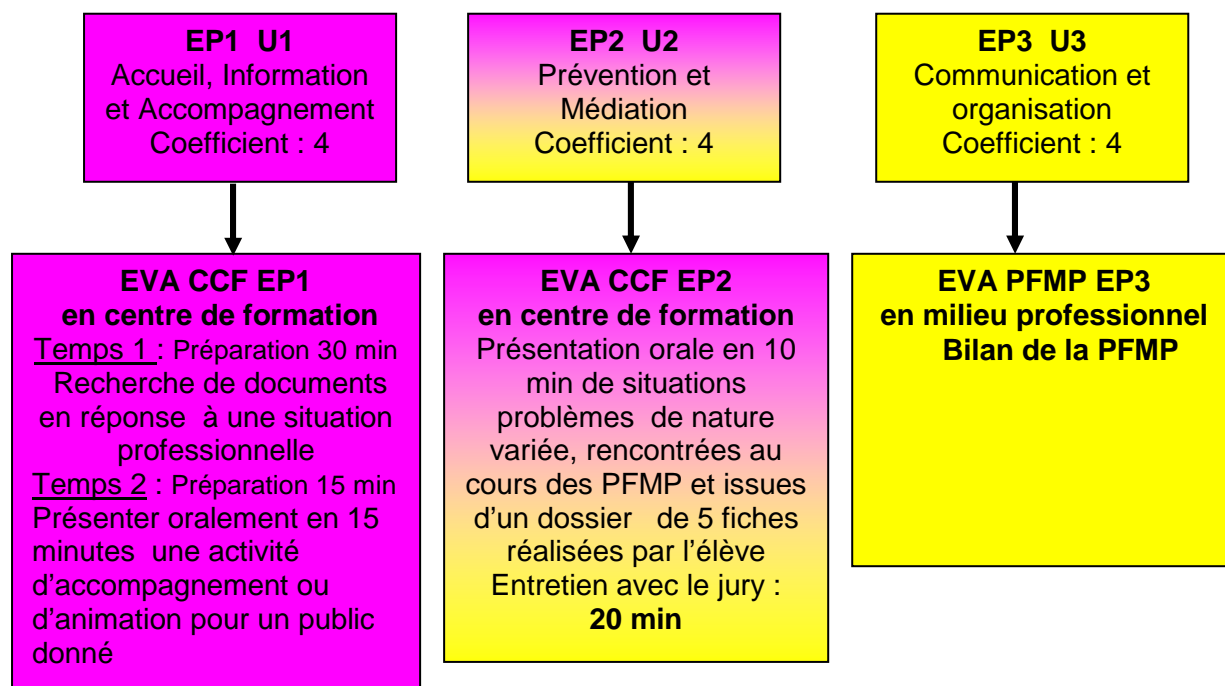 EP1 U1
Accueil, Information
et Accompagnement
Coefficient : 4
EP2 U2
Prévention et
Médiation
Coefficient : 4
EP3 U3
Communication et
organisation
Coefficient : 4
EVA CCF EP1
en centre de formation
Temps 1 : Préparation 30 min
Recherche de documents
en réponse à une situation
professionnelle
Temps 2 : Préparation 15 min
Présenter oralement en 15
minutes une activité
d'accompagnement ou
d'animation pour un public
donné
EVA CCF EP2
en centre de formation
Présentation orale en 10
min de situations
problèmes de nature
variée, rencontrées au
cours des PFMP et issues
d'un dossier de 5 fiches
réalisées par l'élève
Entretien avec le jury :
20 min
EVA PFMP EP3
en milieu professionnel
Bilan de la PFMP